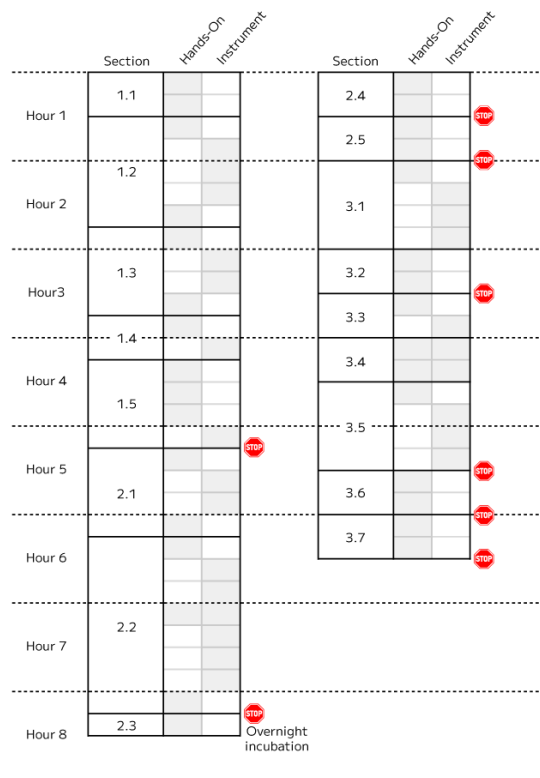 Section Hands-On Instrument
Hour 1
1.1
1.2
Hour 2
Hour3
1.3
1.4
Hour 4
1.5
STOP
Hour 5
2.1
Hour 6
2.2
Hour 7
STOP
Hour 8
2.3
Overnight
incubation
Section Hands-On Instrument
2.4
STOP
2.5
STOP
3.1
3.2
STOP
3.3
3.4
3.5
STOP
3.6
STOP
3.7
STOP